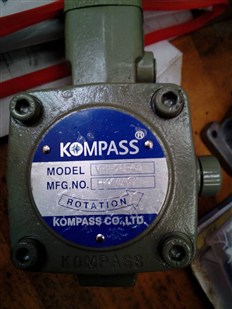 KOMPASS®
MODEL
MFG.NO.
ROTATION
KOMPASS CO.,LTD.
KOMPASS